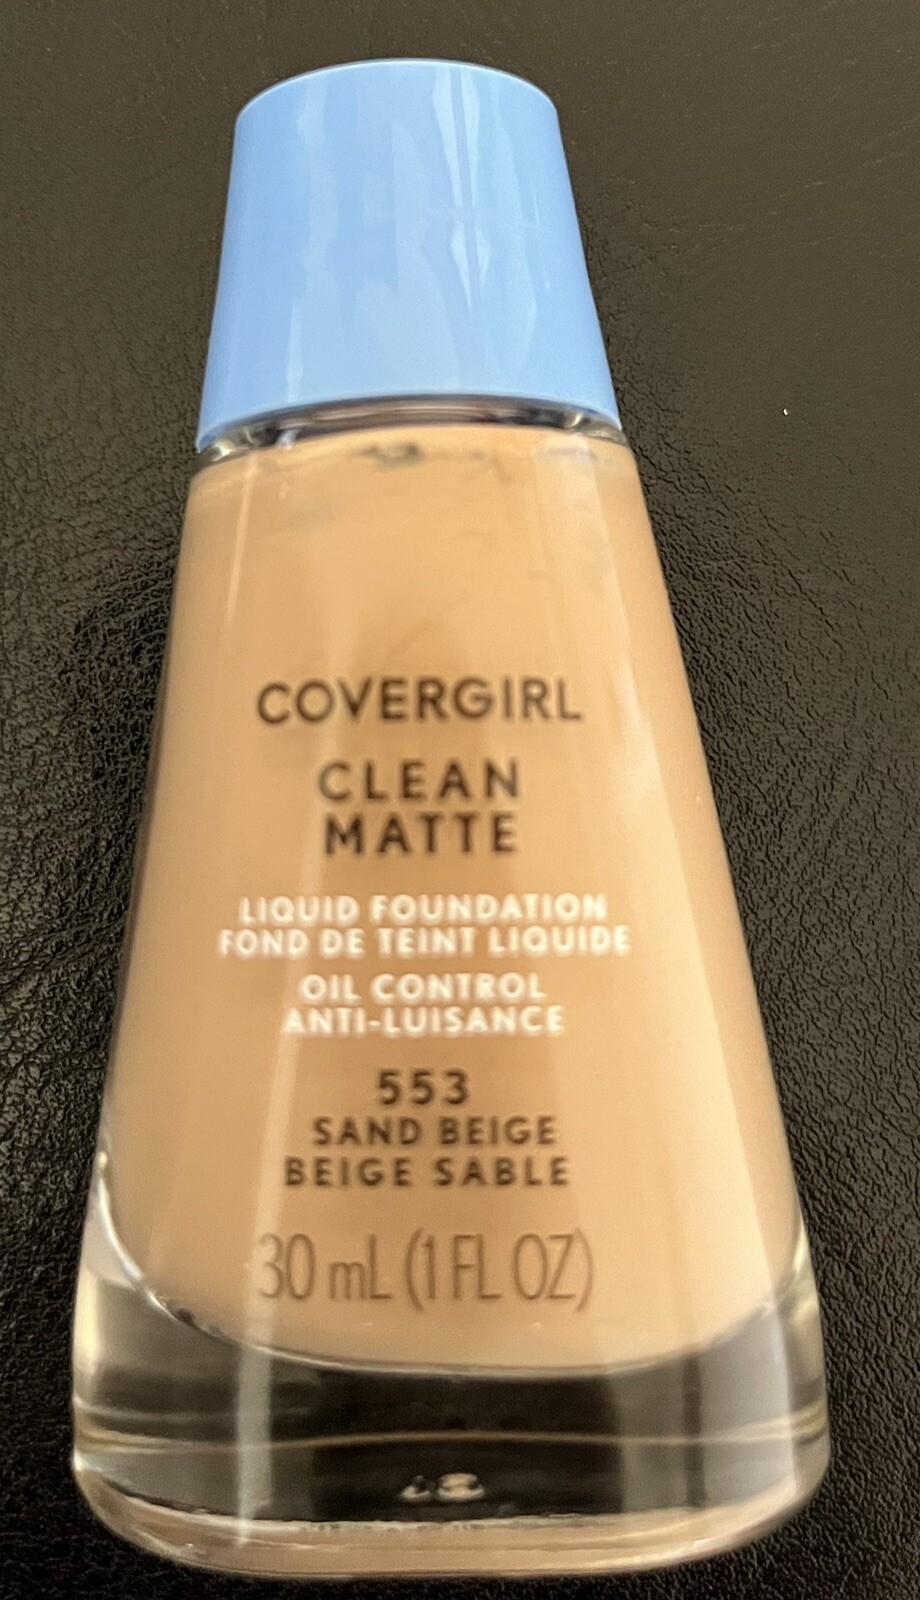 COVERGIRL
CLEAN
MATTE
LIQUID FOUNDATION
FOND DE TEINT LIQUIDE
OIL CONTROL
ANTI-LUISANCE
553
SAND BEIGE
BEIGE SABLE
30 mL (1 FL OZ)